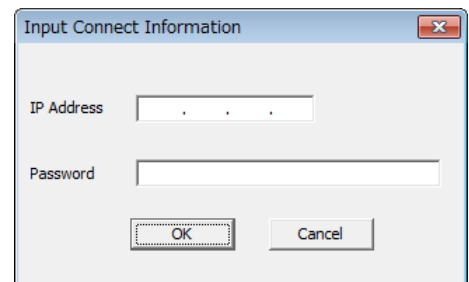 Input Connect Information
IP Address . . .
Password
OK Cancel